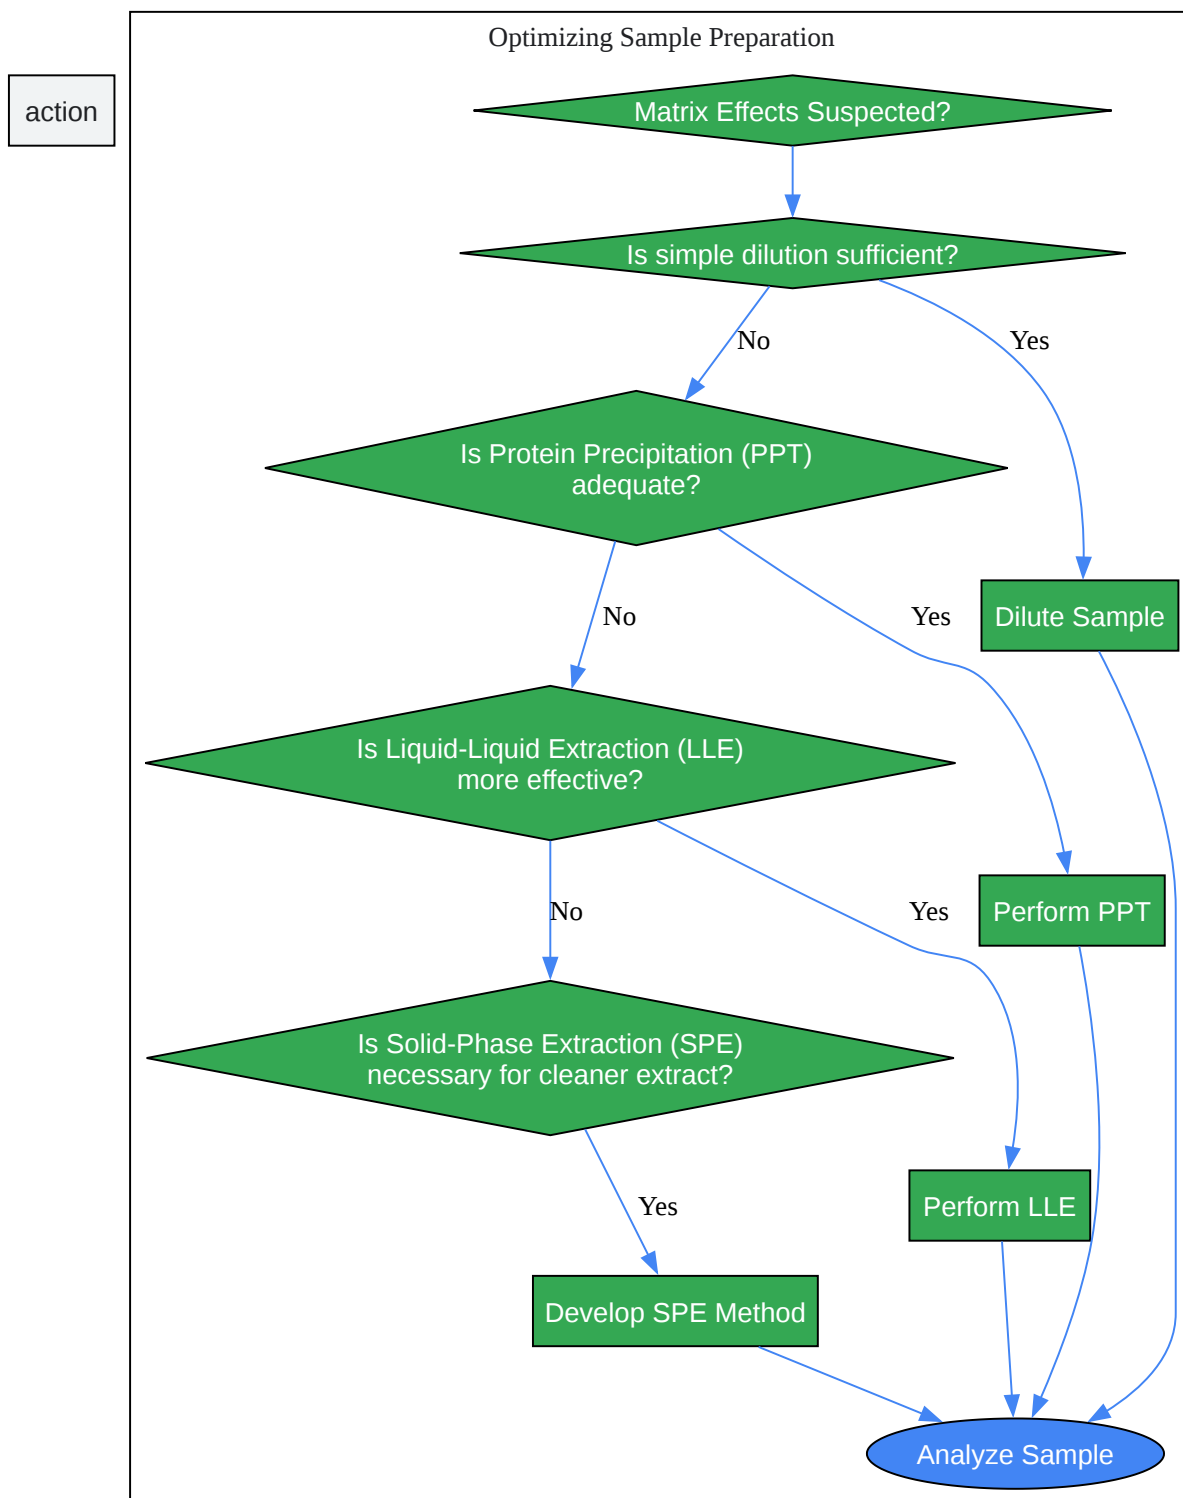 Optimizing Sample Preparation
action
Matrix Effects Suspected?
Is simple dilution sufficient?
No
Yes
Is Protein Precipitation (PPT)
adequate?
No
Yes
Dilute Sample
Is Liquid-Liquid Extraction (LLE)
more effective?
No
Yes
Perform PPT
Is Solid-Phase Extraction (SPE)
necessary for cleaner extract?
Yes
Perform LLE
Develop SPE Method
Analyze Sample